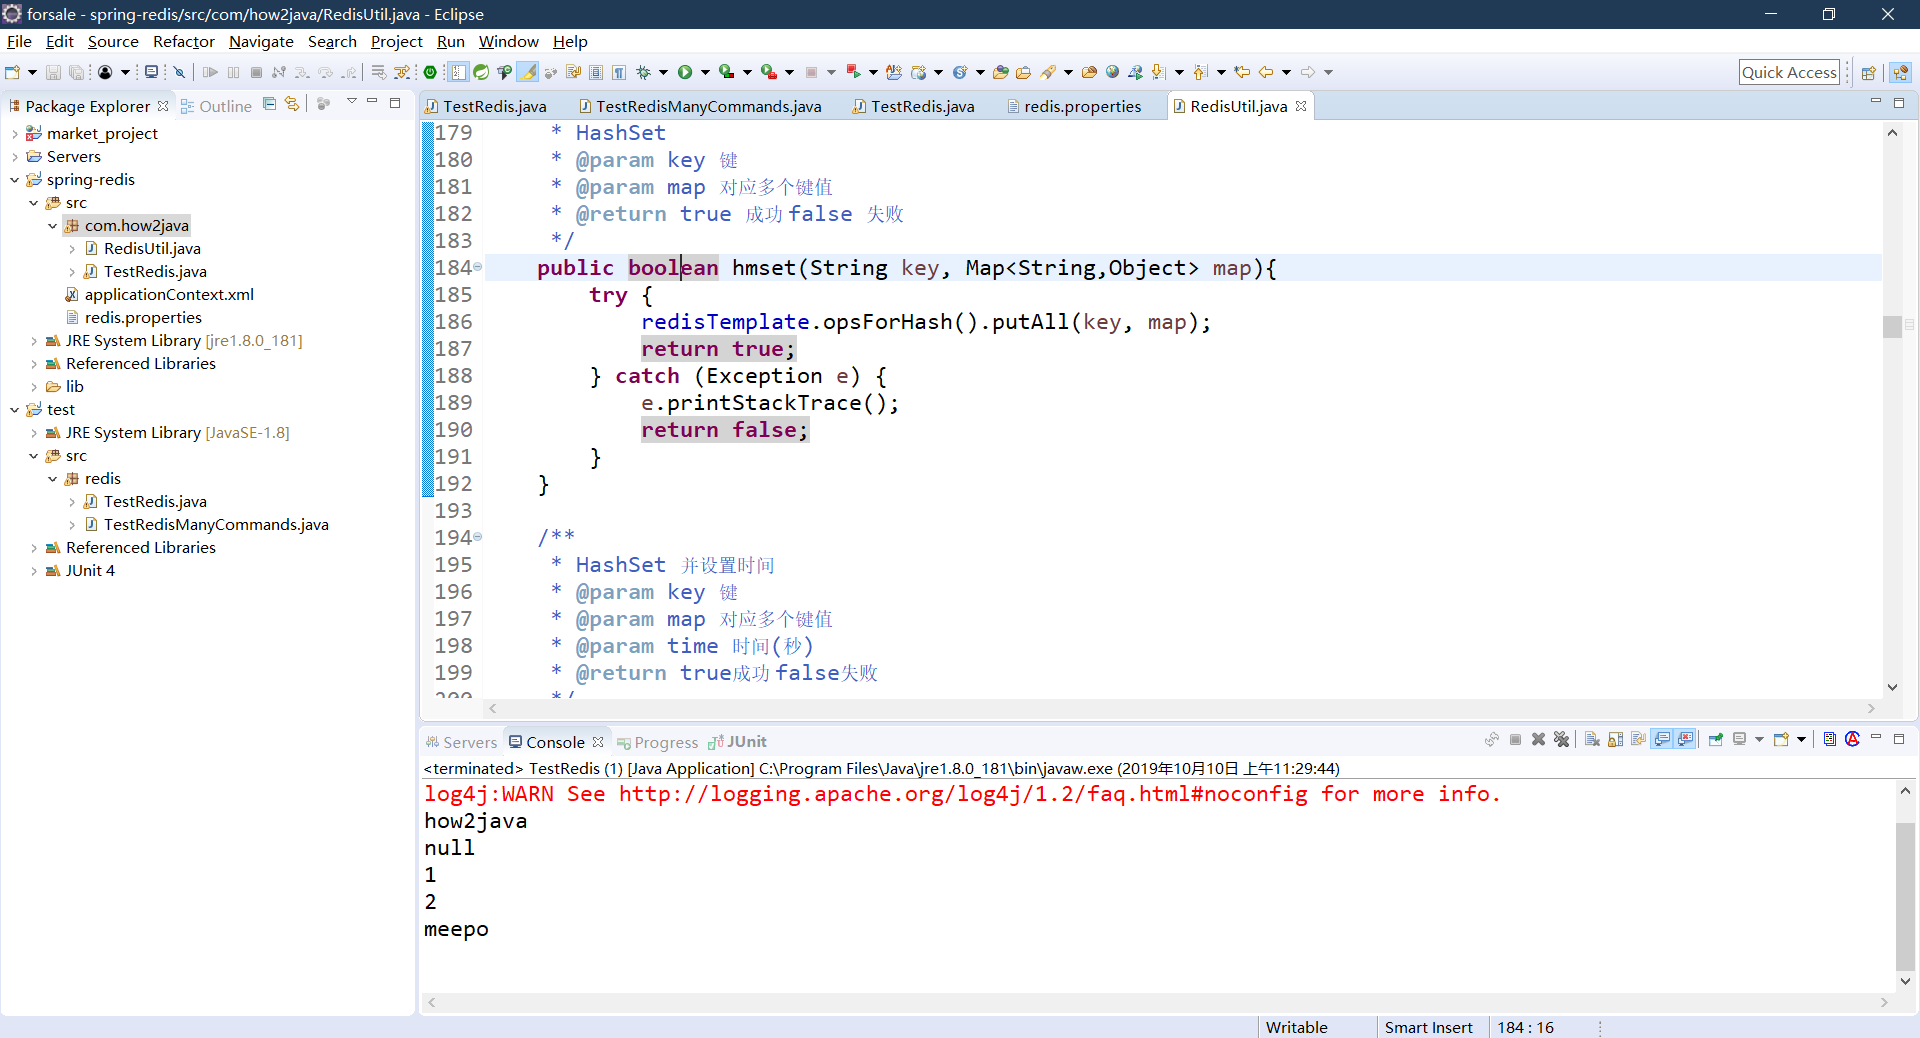 forsale - spring-redis/src/com/how2java/RedisUtil.java - Eclipse
File Edit Source Refactor Navigate Search Project Run Window Help
Quick Access
Package Explorer Outline
market_project
Servers
spring-redis
src
com.how2java
RedisUtil.java
TestRedis.java
applicationContext.xml
redis.properties
JRE System Library [jre1.8.0_181]
Referenced Libraries
lib
test
JRE System Library [JavaSE-1.8]
src
redis
TestRedis.java
TestRedisManyCommands.java
Referenced Libraries
JUnit 4
TestRedis.java TestRedisManyCommands.java TestRedis.java redis.properties RedisUtil.java
179 * HashSet
180 * @param key 键
181 * @param map 对应多个键值
182 * @return true 成功 false 失败
183 */
184 public boolean hmset(String key, Map<String,Object> map){
185 try {
186 redisTemplate.opsForHash().putAll(key, map);
187 return true;
188 } catch (Exception e) {
189 e.printStackTrace();
190 return false;
191 }
192 }
193
194 /**
195 * HashSet 并设置时间
196 * @param key 键
197 * @param map 对应多个键值
198 * @param time 时间(秒)
199 * @return true成功 false失败
200 */
Servers Console Progress JUnit
<terminated> TestRedis (1) [Java Application] C:\Program Files\Java\jre1.8.0_181\bin\javaw.exe (2019年10月10日 上午11:29:44)
log4j:WARN See http://logging.apache.org/log4j/1.2/faq.html#noconfig for more info.
how2java
null
1
2
meepo
Writable Smart Insert 184 : 16